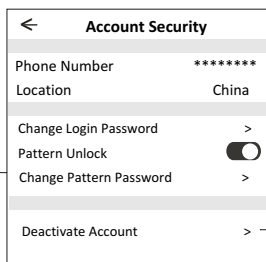 ← Account Security
Phone Number ********
Location China
Change Login Password >
Pattern Unlock
Change Pattern Password >
Deactivate Account >